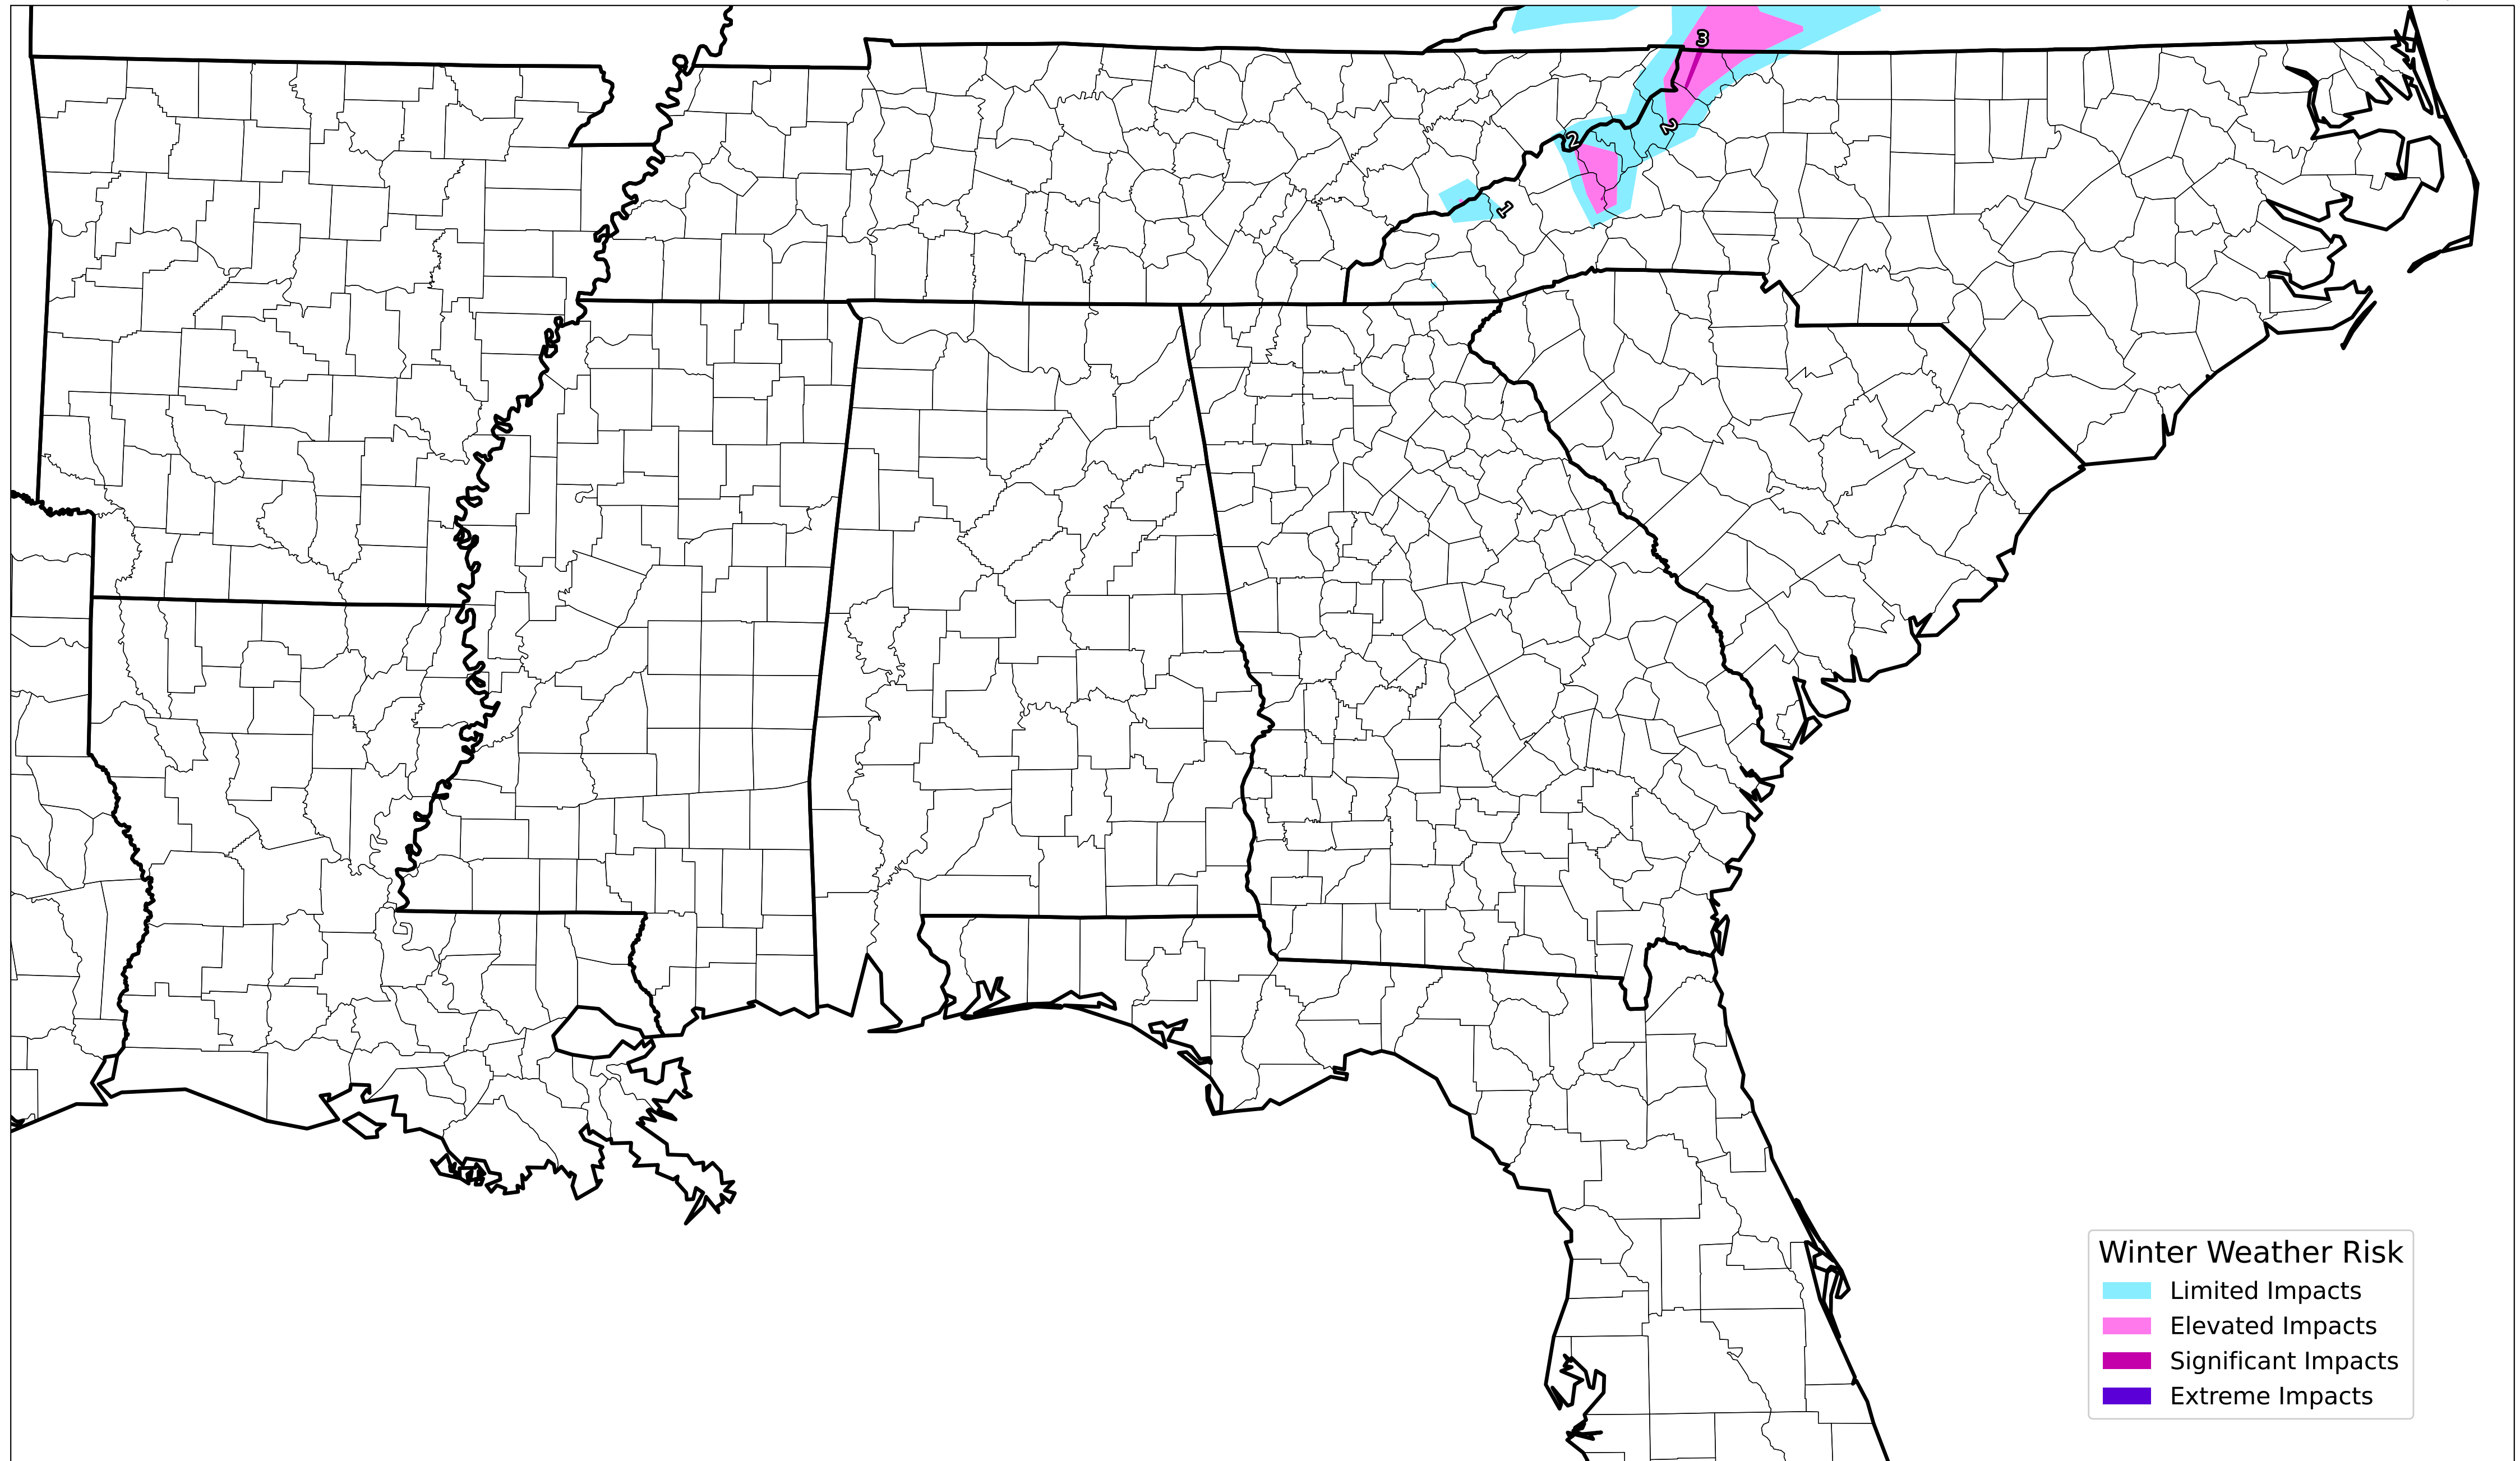 3
2
2
1
Winter Weather Risk
Limited Impacts
Elevated Impacts
Significant Impacts
Extreme Impacts